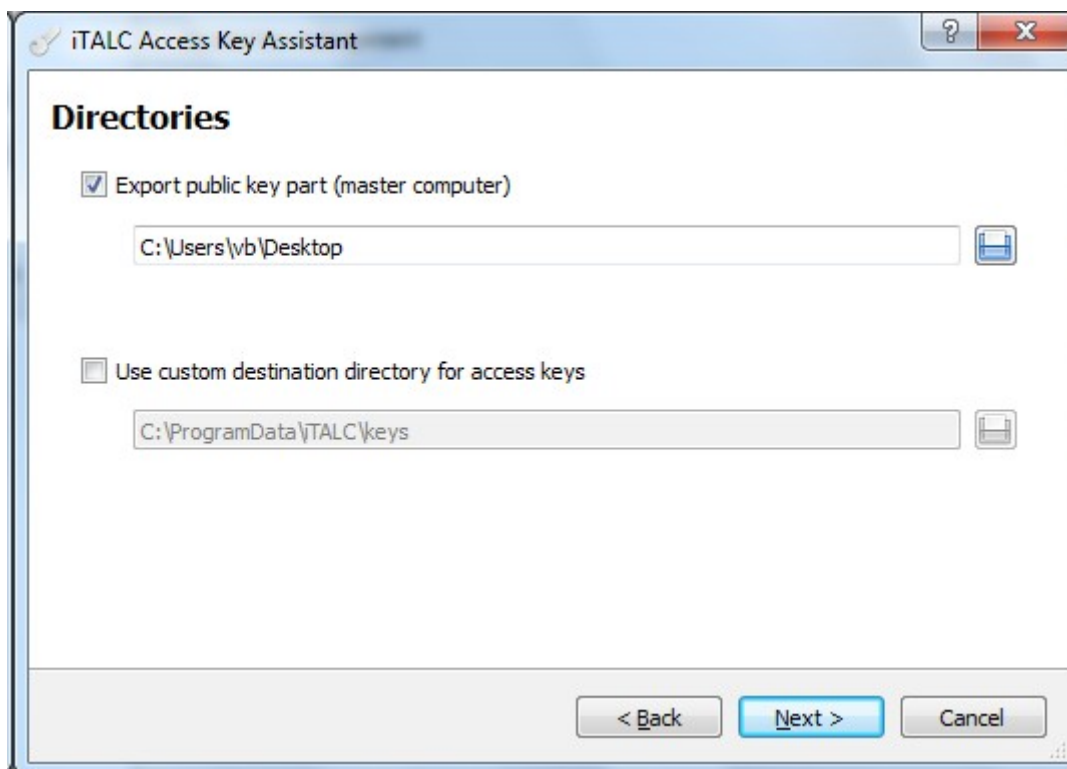 iTALC Access Key Assistant
Directories
Export public key part (master computer)
C:\Users\vb\Desktop
Use custom destination directory for access keys
C:\ProgramData\iTALC\keys
< Back
Next >
Cancel